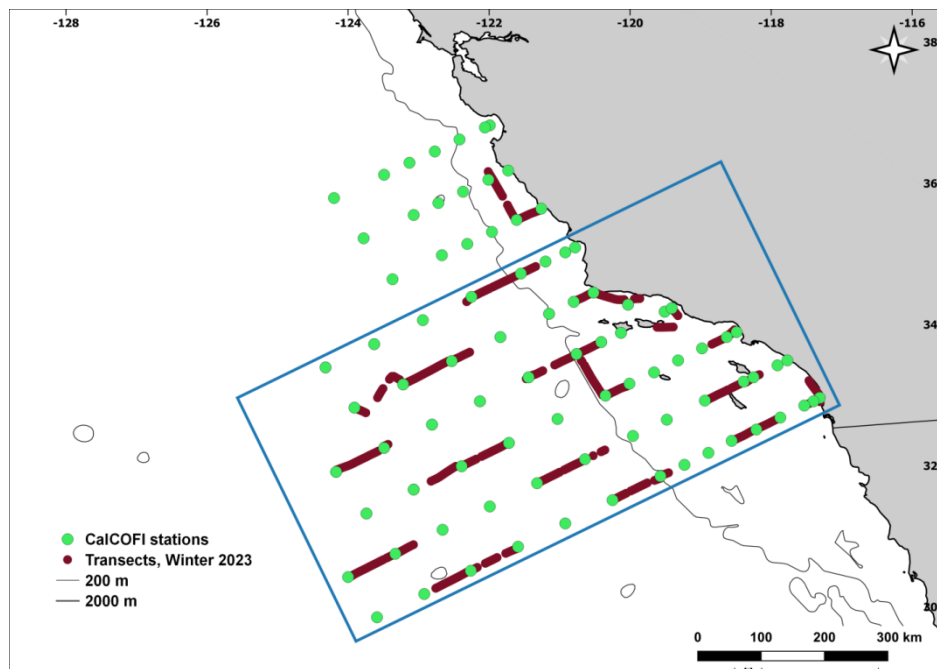 -128 -126 -124 -122 -120 -118 -116
38
36
34
32
CalCOFI stations
Transects, Winter 2023
200 m
2000 m
0 100 200 300 km